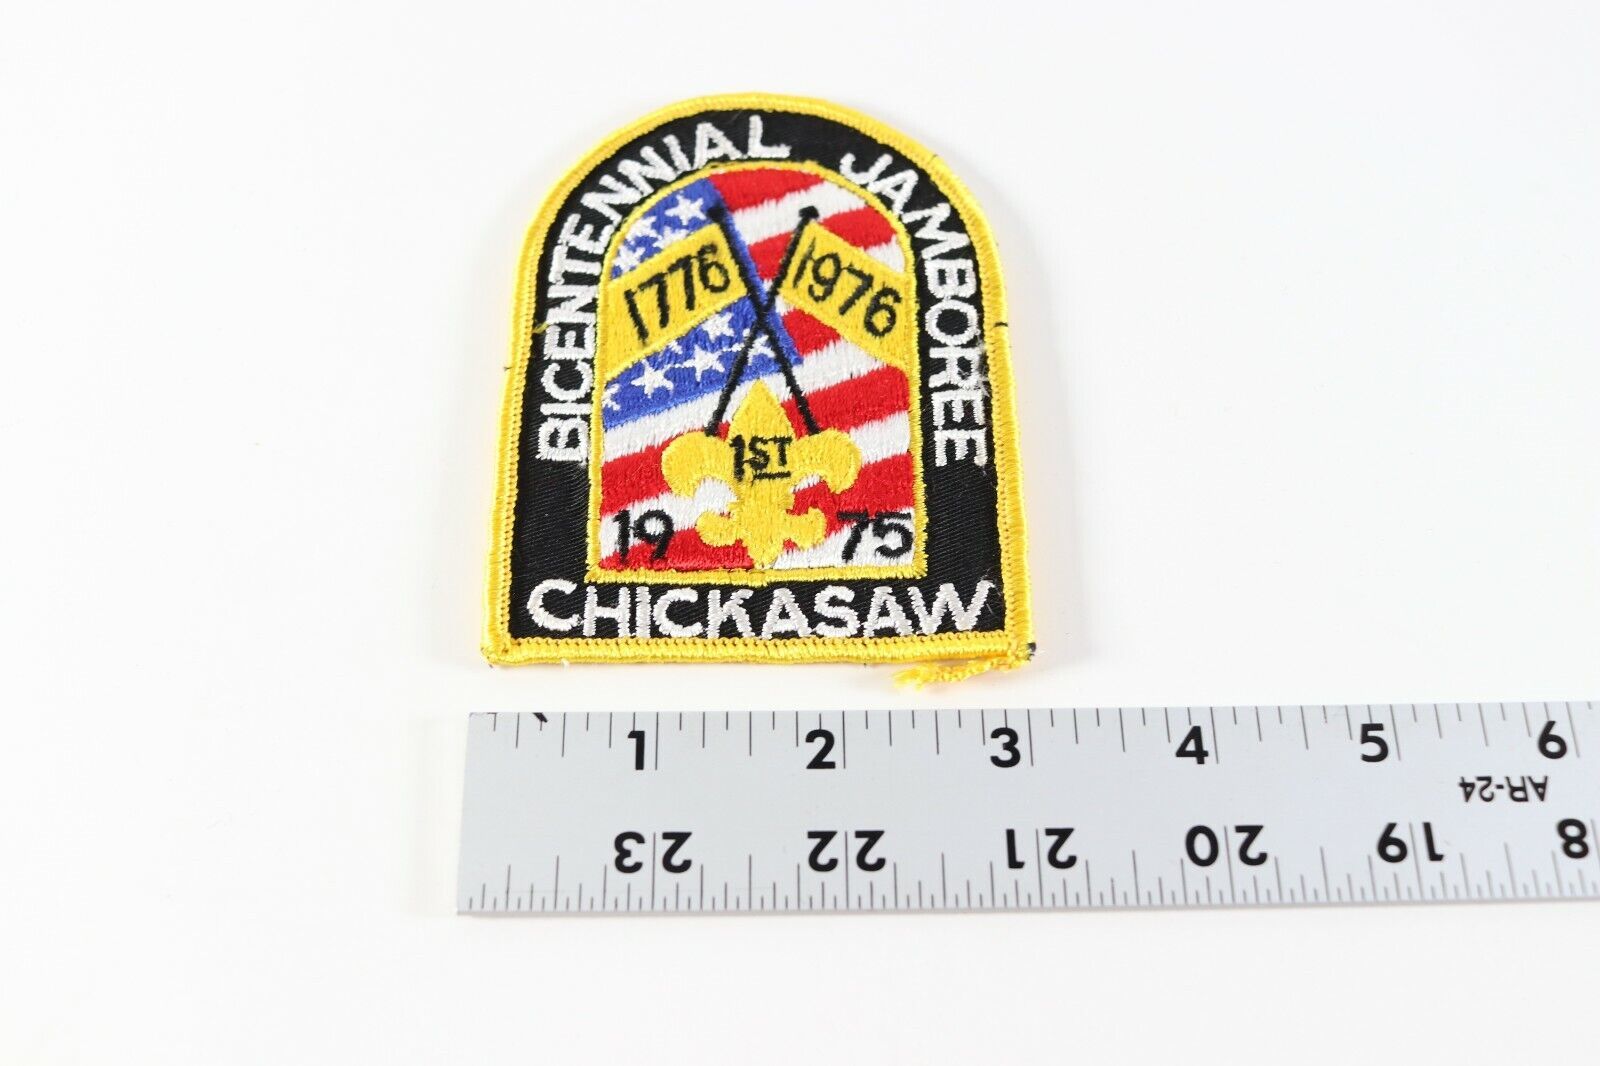 BICENTENNIAL JAMBOREE
1776 1976
1ST
19 75
CHICKASAW
1 2 3 4 5 6
AR-24
23 22 21 20 19 8